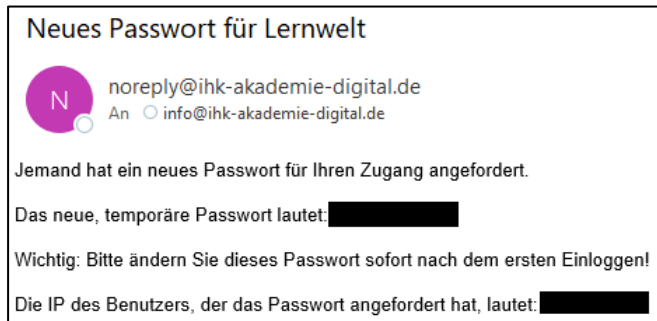 Neues Passwort für Lernwelt
N
noreply@ihk-akademie-digital.de
An info@ihk-akademie-digital.de
Jemand hat ein neues Passwort für Ihren Zugang angefordert.
Das neue, temporäre Passwort lautet:
Wichtig: Bitte ändern Sie dieses Passwort sofort nach dem ersten Einloggen!
Die IP des Benutzers, der das Passwort angefordert hat, lautet: